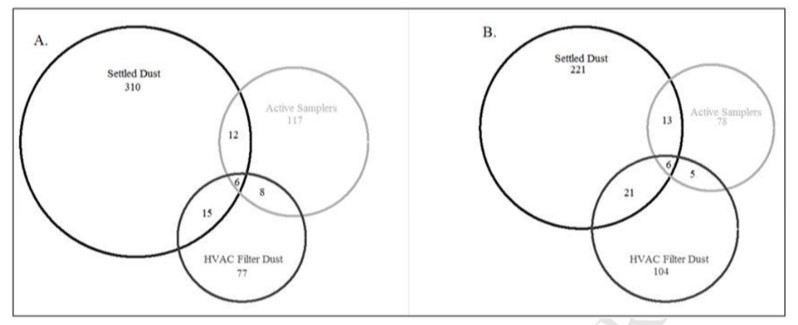 A.
Settled Dust
310
Active Samplers
117
12
6
8
15
HVAC Filter Dust
77
B.
Settled Dust
221
Active Samplers
78
13
6
5
21
HVAC Filter Dust
104